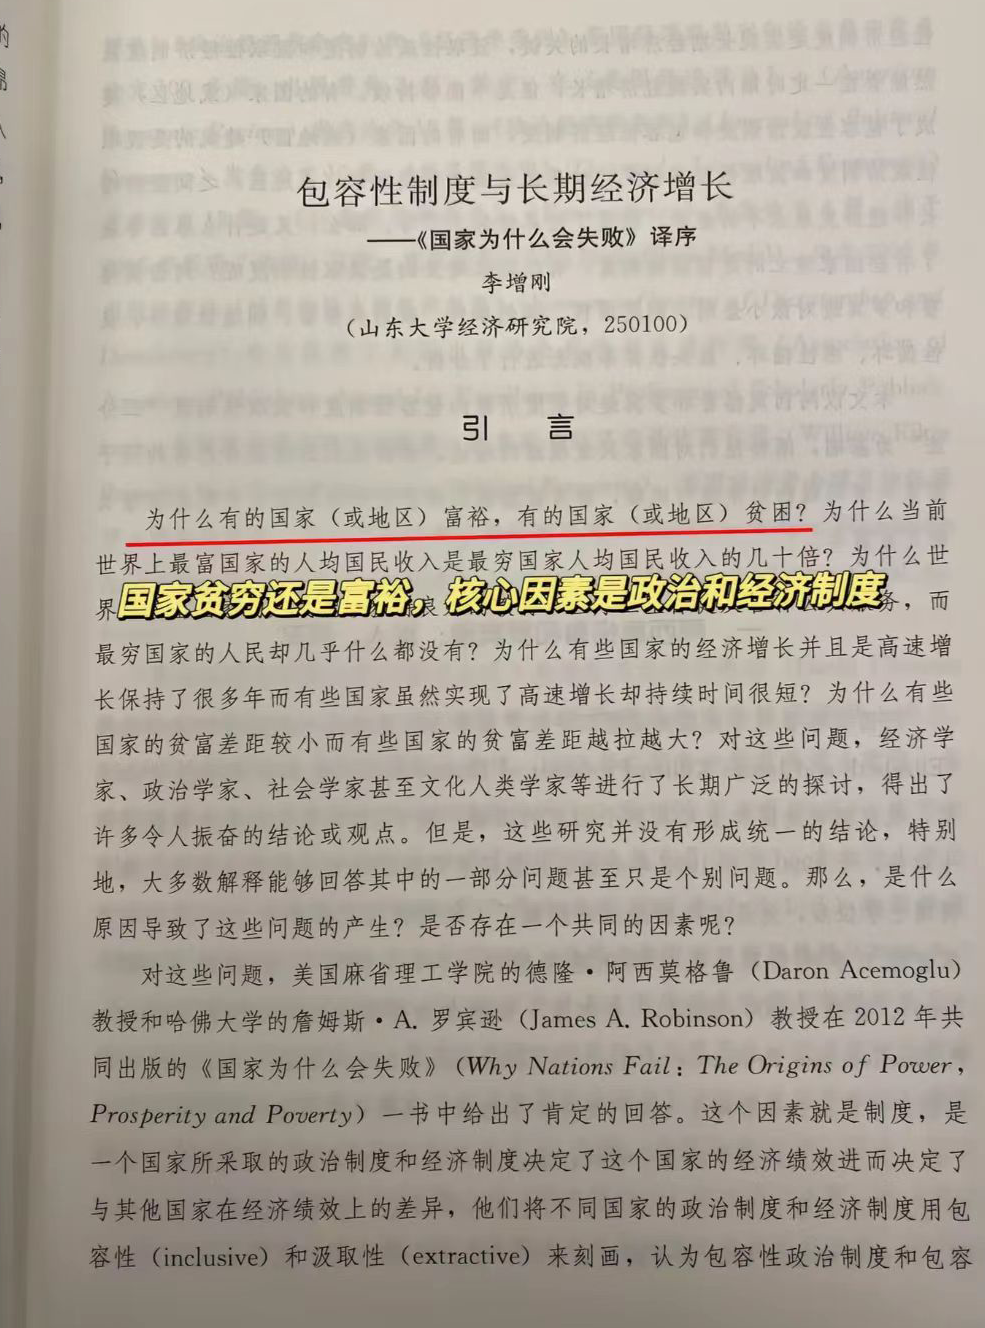 包容性制度与长期经济增长
——《国家为什么会失败》译序
李增刚
（山东大学经济研究院，250100）
引 言
为什么有的国家（或地区）富裕，有的国家（或地区）贫困？为什么当前
世界上最富国家的人均国民收入是最穷国家人均国民收入的几十倍？为什么世
国家贫穷还是富裕，核心因素是政治和经济制度
界 务，而
最穷国家的人民却几乎什么都没有？为什么有些国家的经济增长并且是高速增
长保持了很多年而有些国家虽然实现了高速增长却持续时间很短？为什么有些
国家的贫富差距较小而有些国家的贫富差距越拉越大？对这些问题，经济学
家、政治学家、社会学家甚至文化人类学家等进行了长期广泛的探讨，得出了
许多令人振奋的结论或观点。但是，这些研究并没有形成统一的结论，特别
地，大多数解释能够回答其中的一部分问题甚至只是个别问题。那么，是什么
原因导致了这些问题的产生？是否存在一个共同的因素呢？
对这些问题，美国麻省理工学院的德隆·阿西莫格鲁（Daron Acemoglu）
教授和哈佛大学的詹姆斯·A. 罗宾逊（James A. Robinson）教授在 2012 年共
同出版的《国家为什么会失败》（Why Nations Fail：The Origins of Power，
Prosperity and Poverty）一书中给出了肯定的回答。这个因素就是制度，是
一个国家所采取的政治制度和经济制度决定了这个国家的经济绩效进而决定了
与其他国家在经济绩效上的差异，他们将不同国家的政治制度和经济制度用包
容性（inclusive）和汲取性（extractive）来刻画，认为包容性政治制度和包容